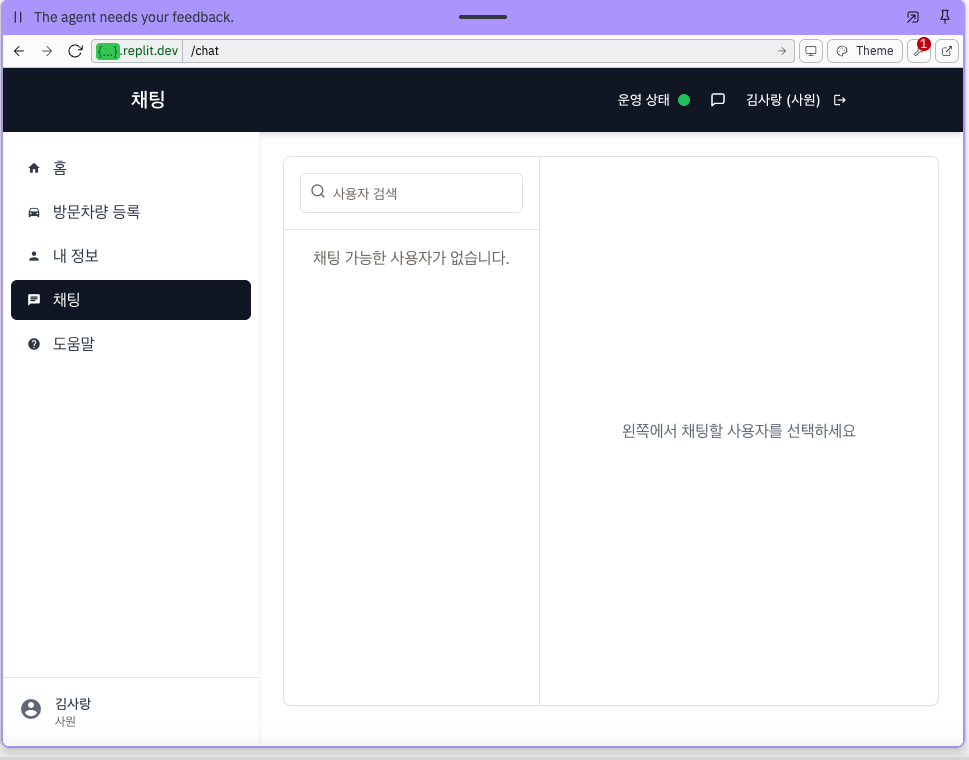 The agent needs your feedback.
{...}.replit.dev /chat
Theme
1
채팅
운영 상태
김사랑 (사원)
홈
방문차량 등록
내 정보
채팅
도움말
사용자 검색
채팅 가능한 사용자가 없습니다.
왼쪽에서 채팅할 사용자를 선택하세요
김사랑
사원